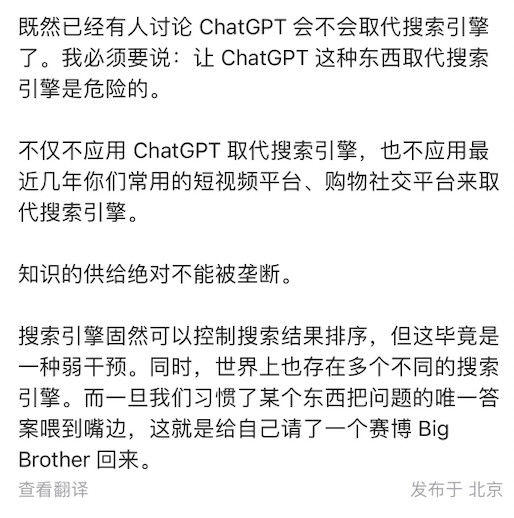 既然已经有人讨论 ChatGPT 会不会取代搜索引擎
了。我必须要说：让 ChatGPT 这种东西取代搜索
引擎是危险的。
不仅不应用 ChatGPT 取代搜索引擎，也不应用最
近几年你们常用的短视频平台、购物社交平台来取
代搜索引擎。
知识的供给绝对不能被垄断。
搜索引擎固然可以控制搜索结果排序，但这毕竟是
一种弱干预。同时，世界上也存在多个不同的搜索
引擎。而一旦我们习惯了某个东西把问题的唯一答
案喂到嘴边，这就是给自己请了一个赛博 Big
Brother 回来。
查看翻译 发布于 北京